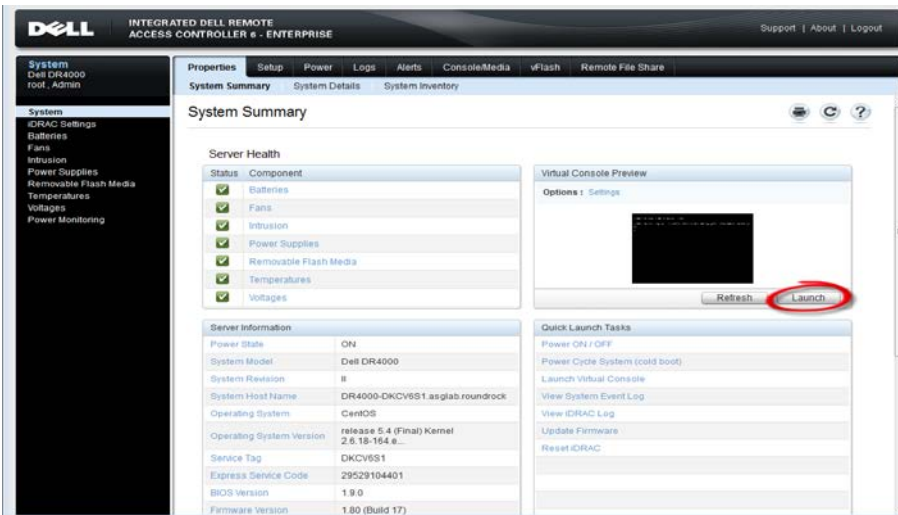 DELL
INTEGRATED DELL REMOTE
ACCESS CONTROLLER 6 - ENTERPRISE
Support | About | Logout
System
Dell DR4000
root , Admin
System
iDRAC Settings
Batteries
Fans
Intrusion
Power Supplies
Removable Flash Media
Temperatures
Voltages
Power Monitoring
Properties Setup Power Logs Alerts Console/Media vFlash Remote File Share
System Summary System Details System Inventory
System Summary
Server Health
Status Component
Batteries
Fans
Intrusion
Power Supplies
Removable Flash Media
Temperatures
Voltages
Virtual Console Preview
Options : Settings
Refresh Launch
Server Information
Power State ON
System Model Dell DR4000
System Revision II
System Host Name DR4000-DKCV6S1.asglab.roundrock
Operating System CentOS
Operating System Version release 5.4 (Final) Kernel
2.6.18-164.e...
Service Tag DKCV6S1
Express Service Code 29529104401
BIOS Version 1.9.0
Firmware Version 1.80 (Build 17)
Quick Launch Tasks
Power ON / OFF
Power Cycle System (cold boot)
Launch Virtual Console
View System Event Log
View iDRAC Log
Update Firmware
Reset iDRAC